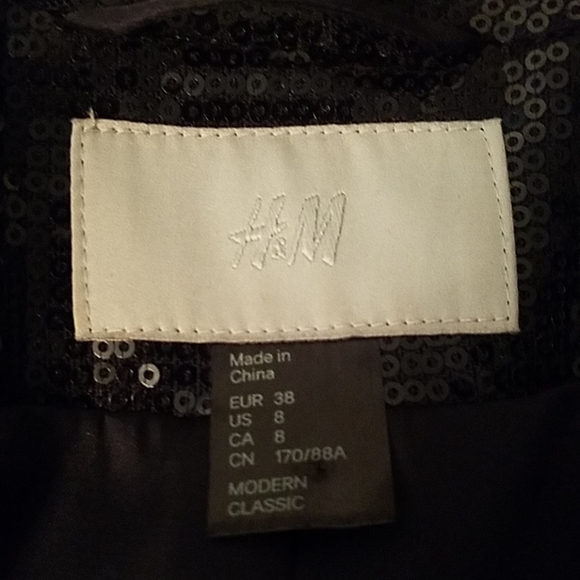 H&M
Made in
China
EUR 38
US 8
CA 8
CN 170/88A
MODERN
CLASSIC